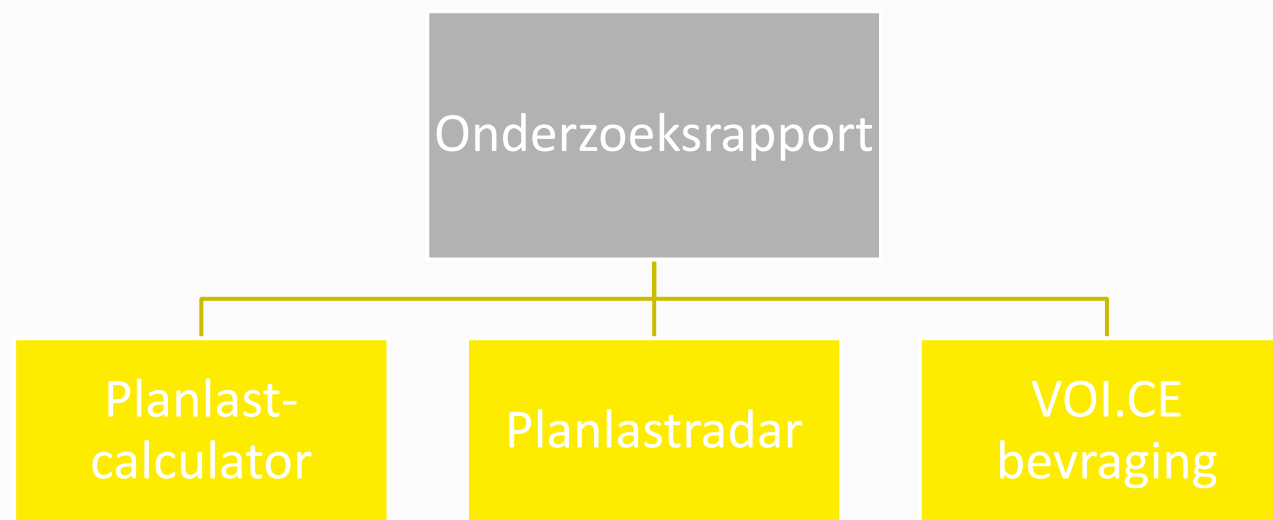 Onderzoeksrapport
Planlast-
calculator
Planlastradar
VOI.CE
bevraging